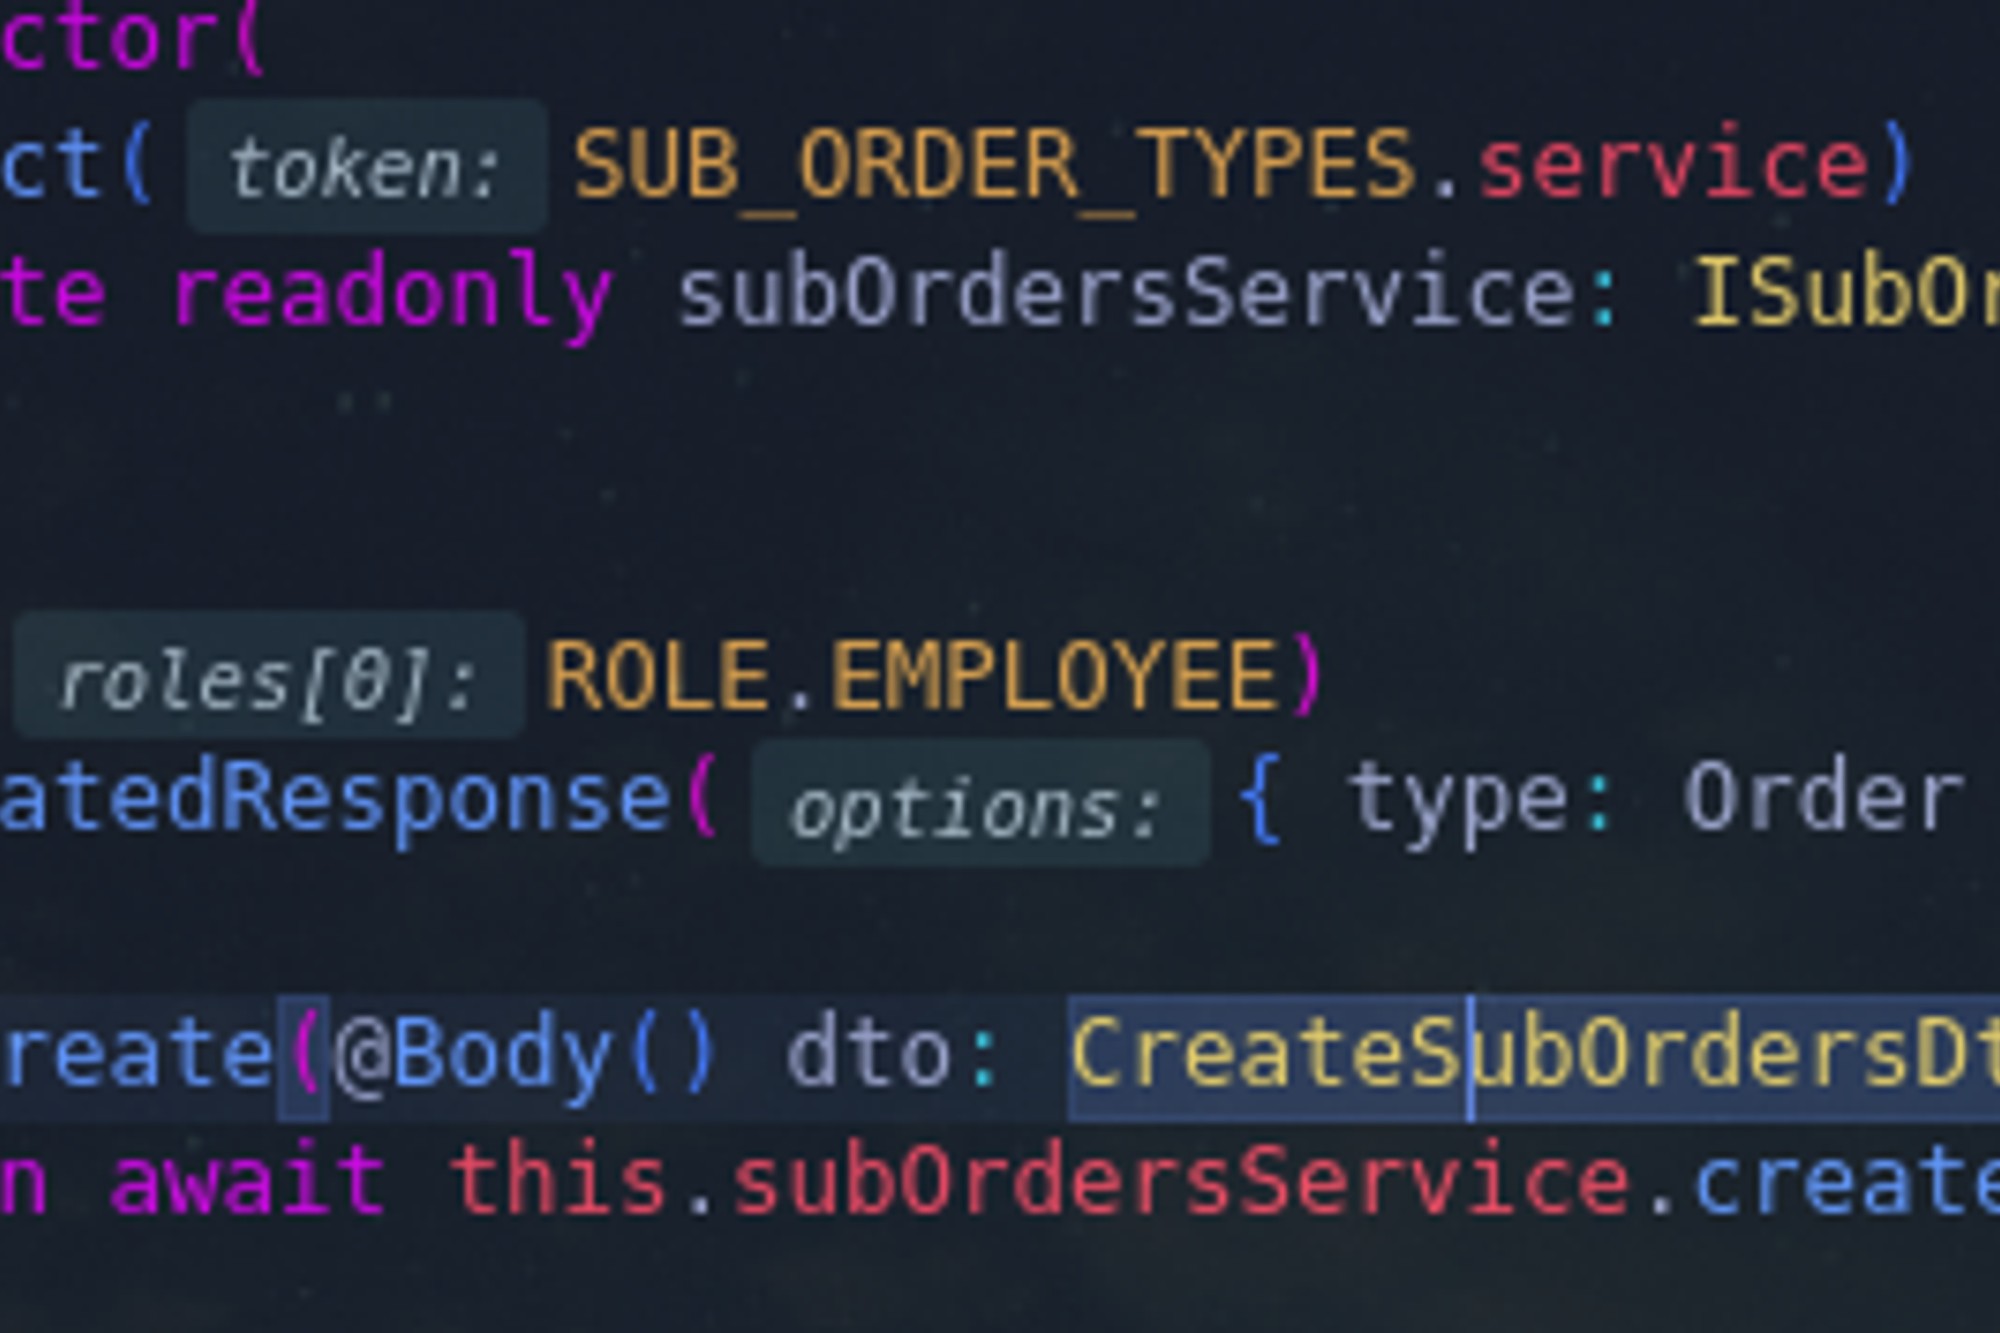 ctor(
ct( token: SUB_ORDER_TYPES.service)
te readonly subOrdersService: ISubOr
roles[0]: ROLE.EMPLOYEE)
atedResponse( options: { type: Order
reate(@Body() dto: CreateSubOrdersDt
n await this.subOrdersService.create